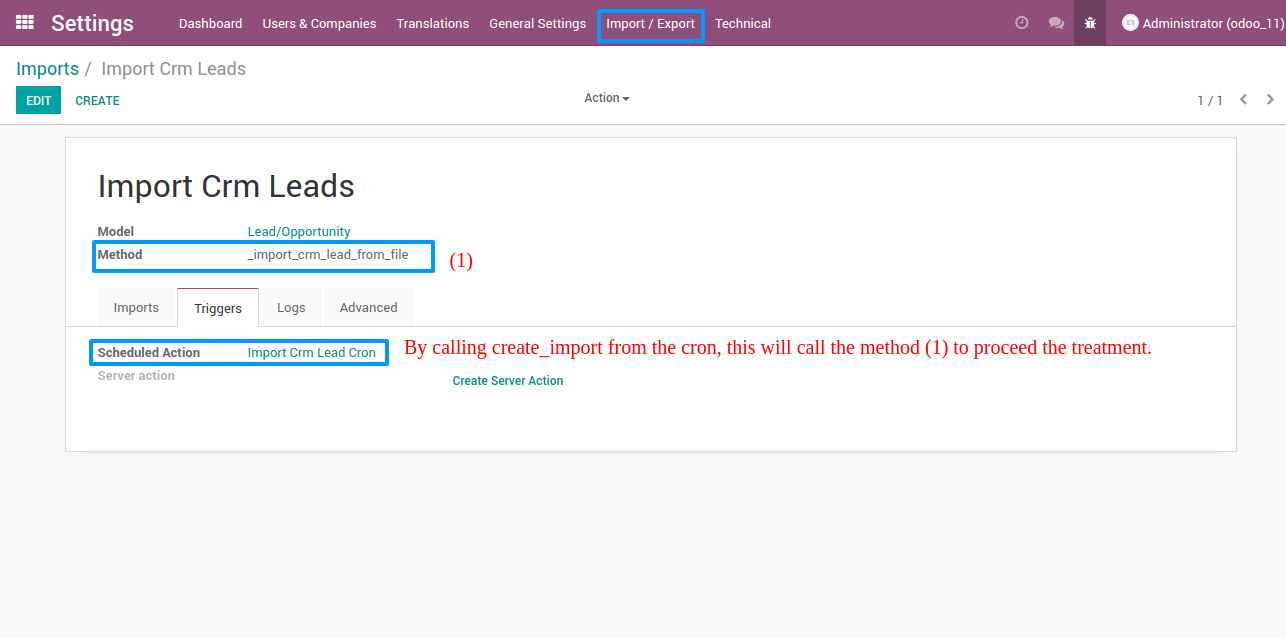 Settings Dashboard Users & Companies Translations General Settings Import / Export Technical Administrator (odoo_11)
Imports / Import Crm Leads
EDIT CREATE Action 1 / 1
Import Crm Leads
Model Lead/Opportunity
Method _import_crm_lead_from_file (1)
Imports Triggers Logs Advanced
Scheduled Action Import Crm Lead Cron By calling create_import from the cron, this will call the method (1) to proceed the treatment.
Server action Create Server Action